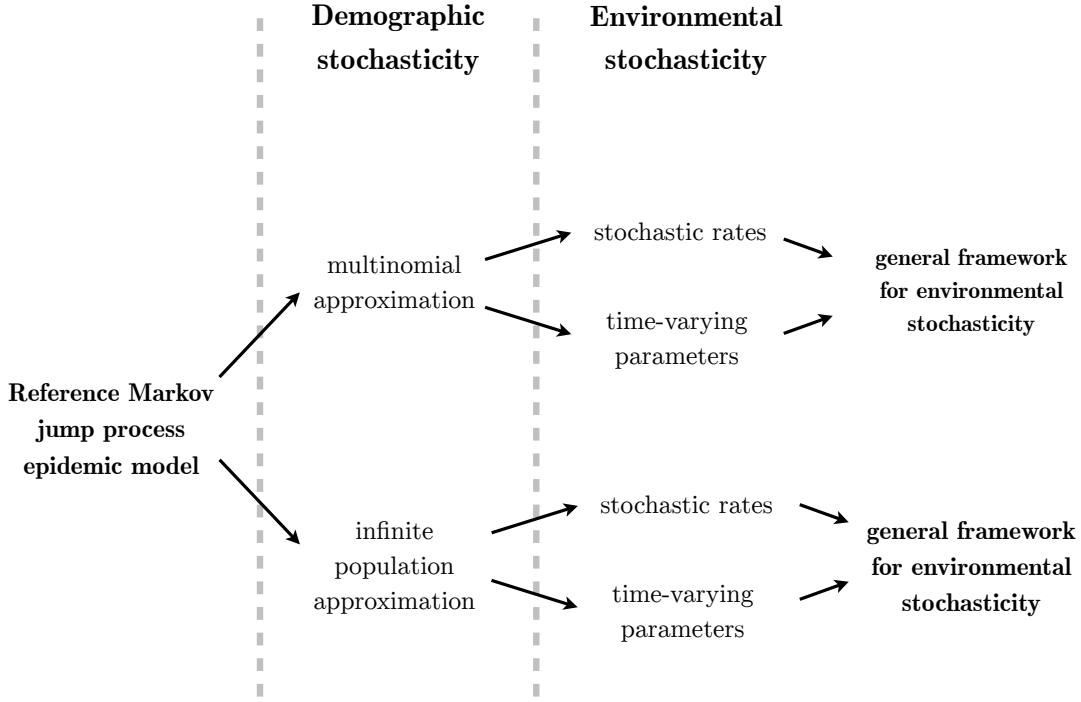 Demographic
stochasticity
Environmental
stochasticity
Reference Markov
jump process
epidemic model
multinomial
approximation
stochastic rates
time-varying
parameters
general framework
for environmental
stochasticity
infinite
population
approximation
stochastic rates
time-varying
parameters
general framework
for environmental
stochasticity